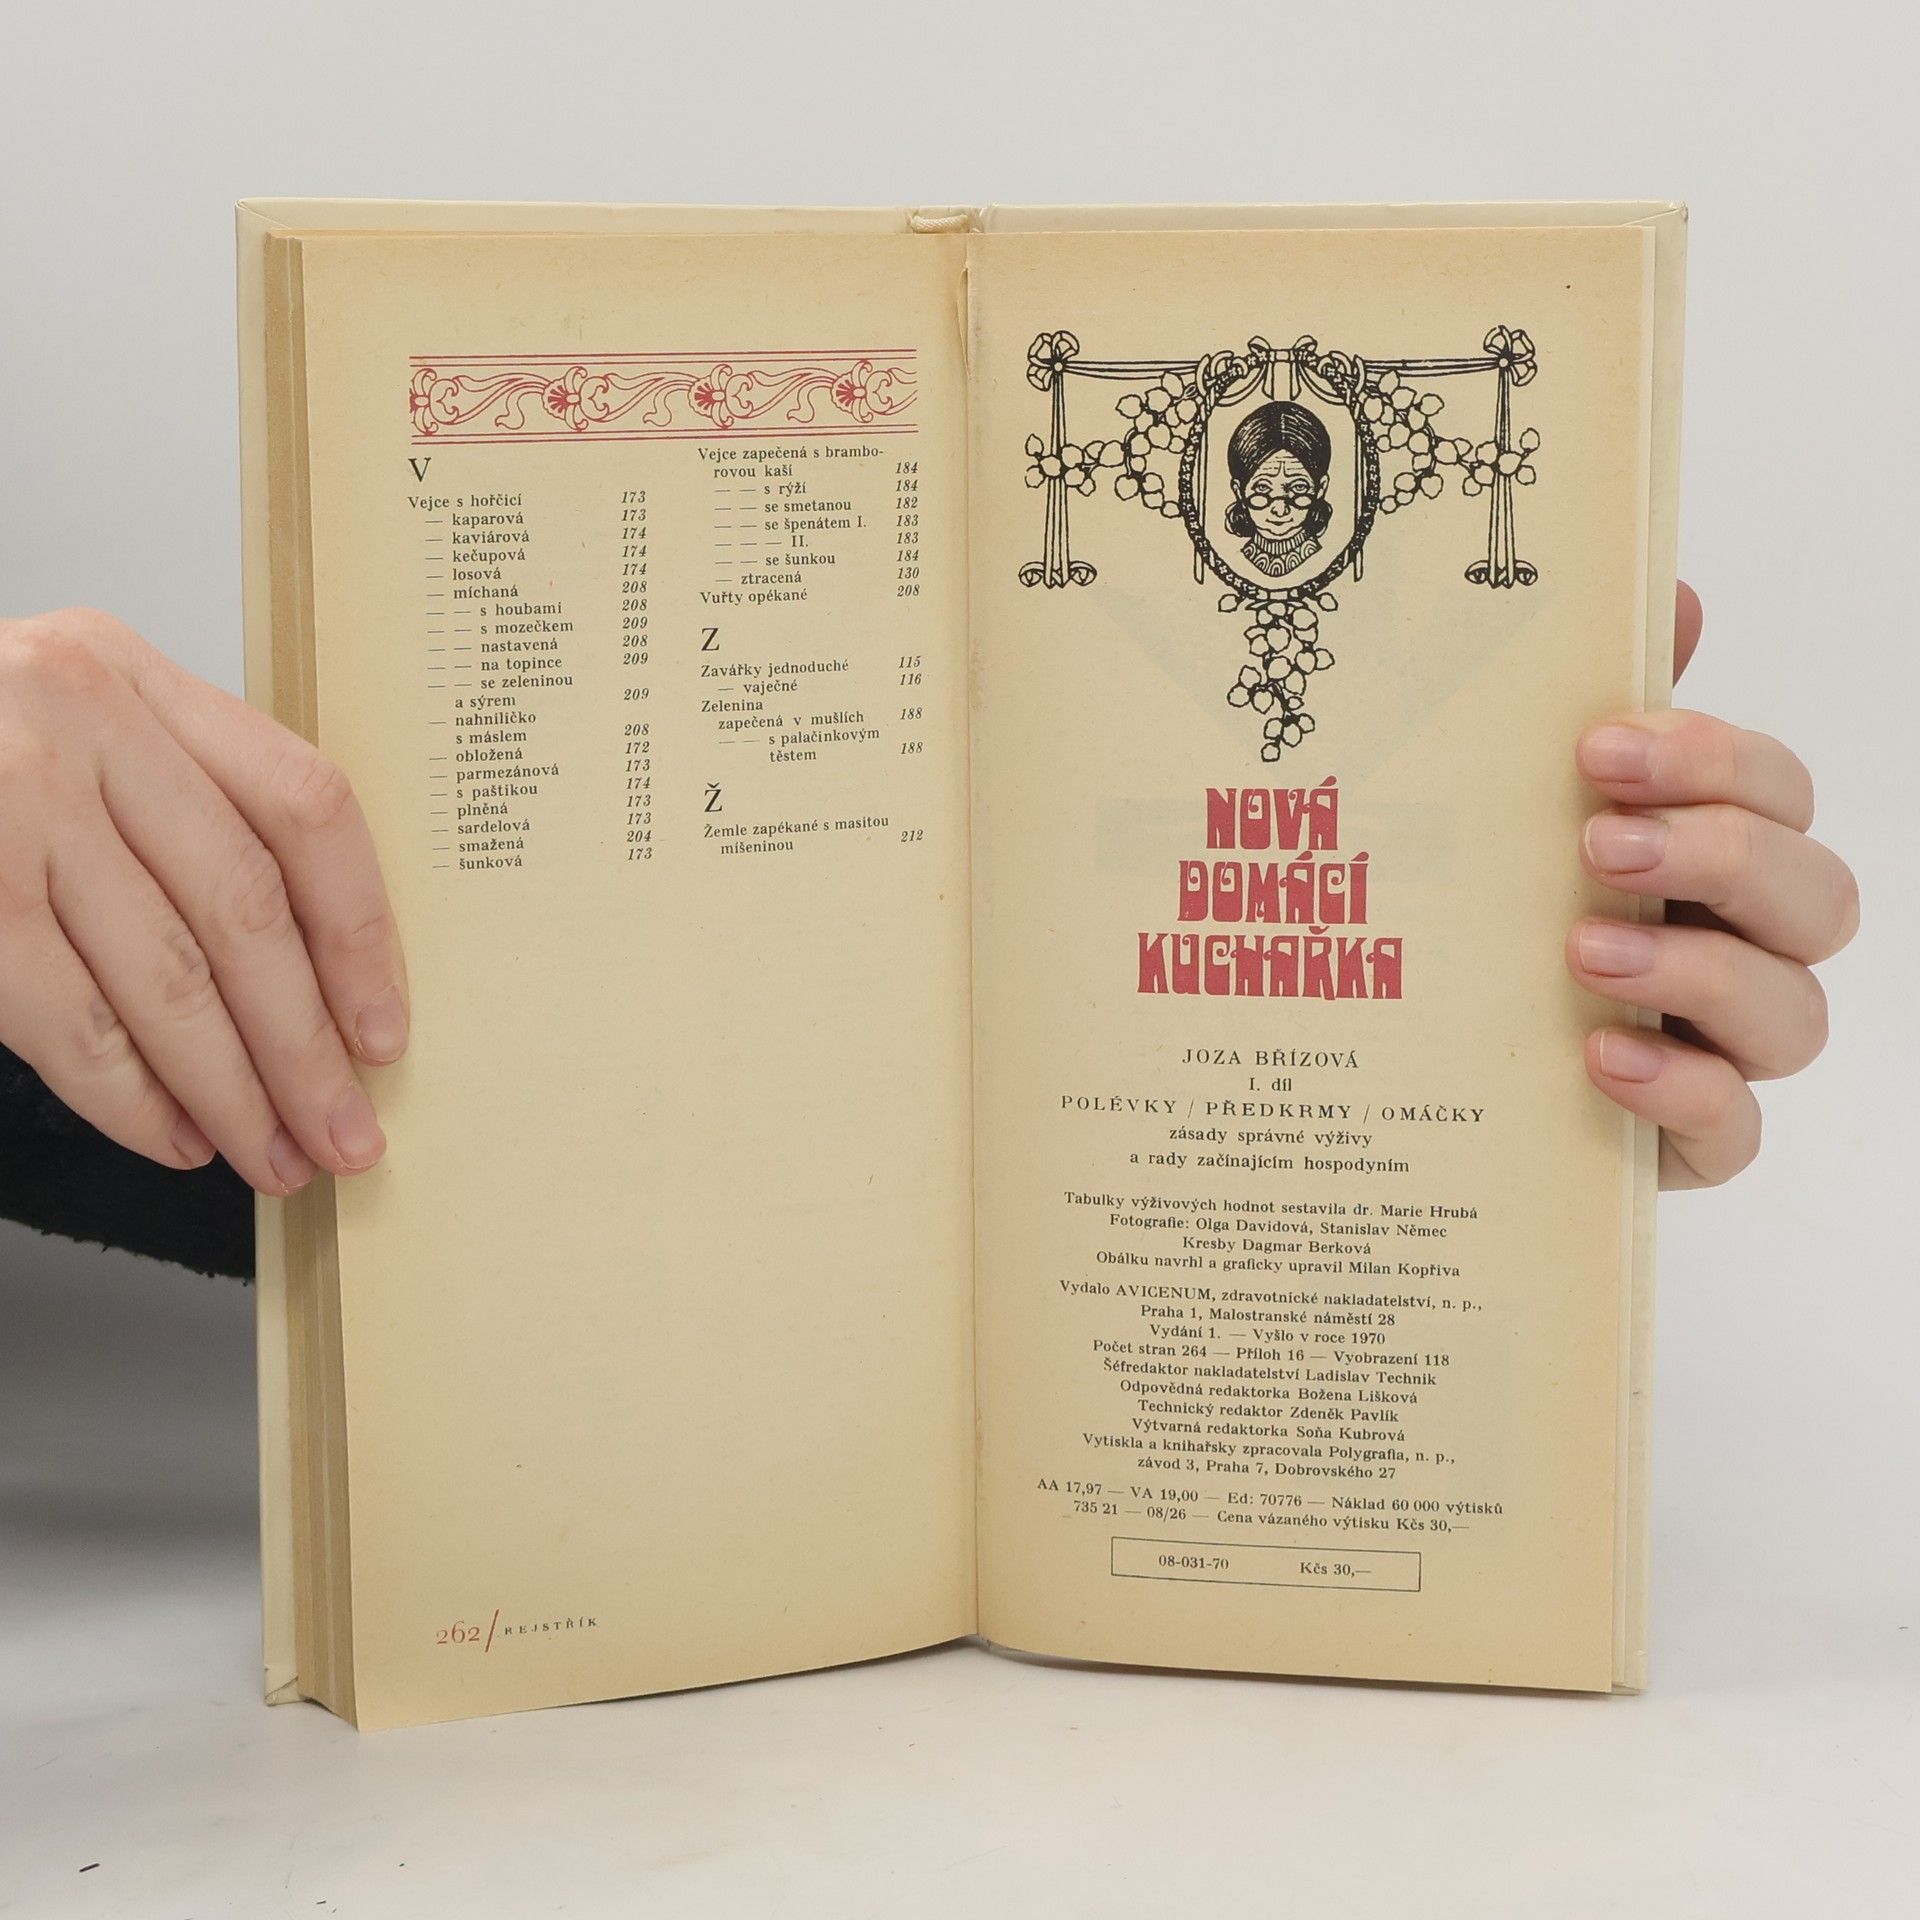 V
Vejce s hořčicí 173
— kaparová 173
— kaviárová 174
— kečupová 174
— losová 174
— míchaná 208
— — s houbami 208
— — s mozečkem 209
— — nastavená 208
— — na topince 209
— — se zeleninou
a sýrem 209
— nahniličko
s máslem 208
— obložená 172
— parmezánová 173
— s paštikou 174
— plněná 173
— sardelová 173
— smažená 204
— šunková 173
Vejce zapečená s brambo-
rovou kaší 184
— — s rýží 184
— — se smetanou 182
— — se špenátem I. 183
— — — II. 183
— — se šunkou 184
— ztracená 130
Vuřty opékané 208
Z
Zavářky jednoduché 115
— vaječné 116
Zelenina
zapečená v mušlích 188
— — s palačinkovým
těstem 188
Ž
Žemle zapékané s masitou
míšeninou 212
262/REJSTŘÍK
NOVÁ
DOMÁCÍ
KUCHAŘKA
JOZA BŘÍZOVÁ
I. díl
POLÉVKY / PŘEDKRMY / OMÁČKY
zásady správné výživy
a rady začínajícím hospodyním
Tabulky výživových hodnot sestavila dr. Marie Hrubá
Fotografie: Olga Davidová, Stanislav Němec
Kresby Dagmar Berková
Obálku navrhl a graficky upravil Milan Kopřiva
Vydalo AVICENUM, zdravotnické nakladatelství, n. p.,
Praha 1, Malostranské náměstí 28
Vydání 1. — Vyšlo v roce 1970
Počet stran 264 — Příloh 16 — Vyobrazení 118
Šéfredaktor nakladatelství Ladislav Technik
Odpovědná redaktorka Božena Lišková
Technický redaktor Zdeněk Pavlík
Výtvarná redaktorka Soňa Kubrová
Vytiskla a knihařsky zpracovala Polygrafia, n. p.,
závod 3, Praha 7, Dobrovského 27
AA 17,97 — VA 19,00 — Ed: 70776 — Náklad 60 000 výtisků
735 21 — 08/26 — Cena vázaného výtisku Kčs 30,—
08-031-70 Kčs 30,—